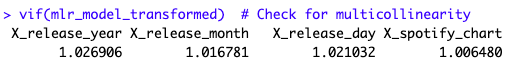 > vif(mlr_model_transformed)  # Check for multicollinearity
X_release_year X_release_month   X_release_day X_spotify_chart
1.026906        1.016781        1.021032        1.006480